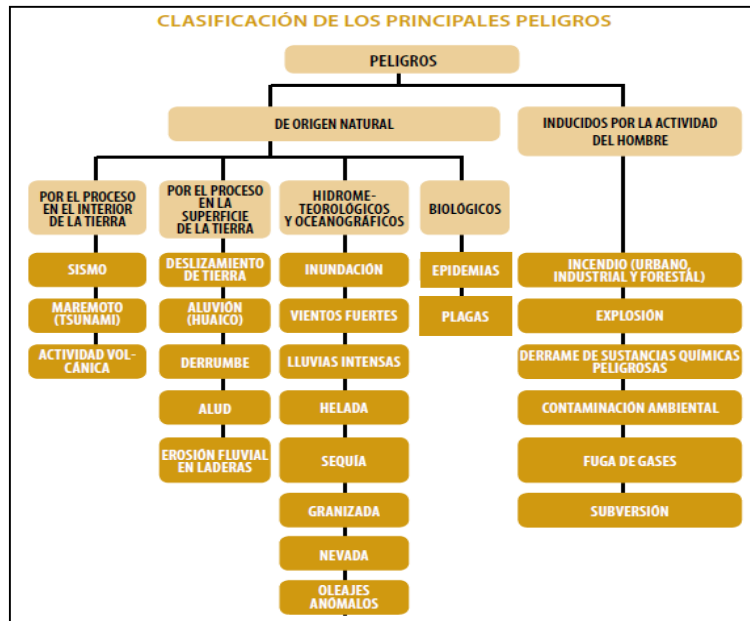 CLASIFICACIÓN DE LOS PRINCIPALES PELIGROS
PELIGROS
DE ORIGEN NATURAL
INDUCIDOS POR LA ACTIVIDAD
DEL HOMBRE
POR EL PROCESO
EN EL INTERIOR
DE LA TIERRA
SISMO
MAREMOTO
(TSUNAMI)
ACTIVIDAD VOL-
CÁNICA
POR EL PROCESO
EN LA
SUPERFICIE
DE LA TIERRA
DESLIZAMIENTO
DE TIERRA
ALUVIÓN
(HUAICO)
DERRUMBE
ALUD
EROSIÓN FLUVIAL
EN LADERAS
HIDROME-
TEOROLÓGICOS
Y OCEANOGRÁFICOS
INUNDACIÓN
VIENTOS FUERTES
LLUVIAS INTENSAS
HELADA
SEQUÍA
GRANIZADA
NEVADA
OLEAJES
ANÓMALOS
BIOLÓGICOS
EPIDEMIAS
PLAGAS
INCENDIO (URBANO,
INDUSTRIAL Y FORESTÁL)
EXPLOSIÓN
DERRAME DE SUSTANCIAS QUÍMICAS
PELIGROSAS
CONTAMINACIÓN AMBIENTAL
FUGA DE GASES
SUBVERSIÓN